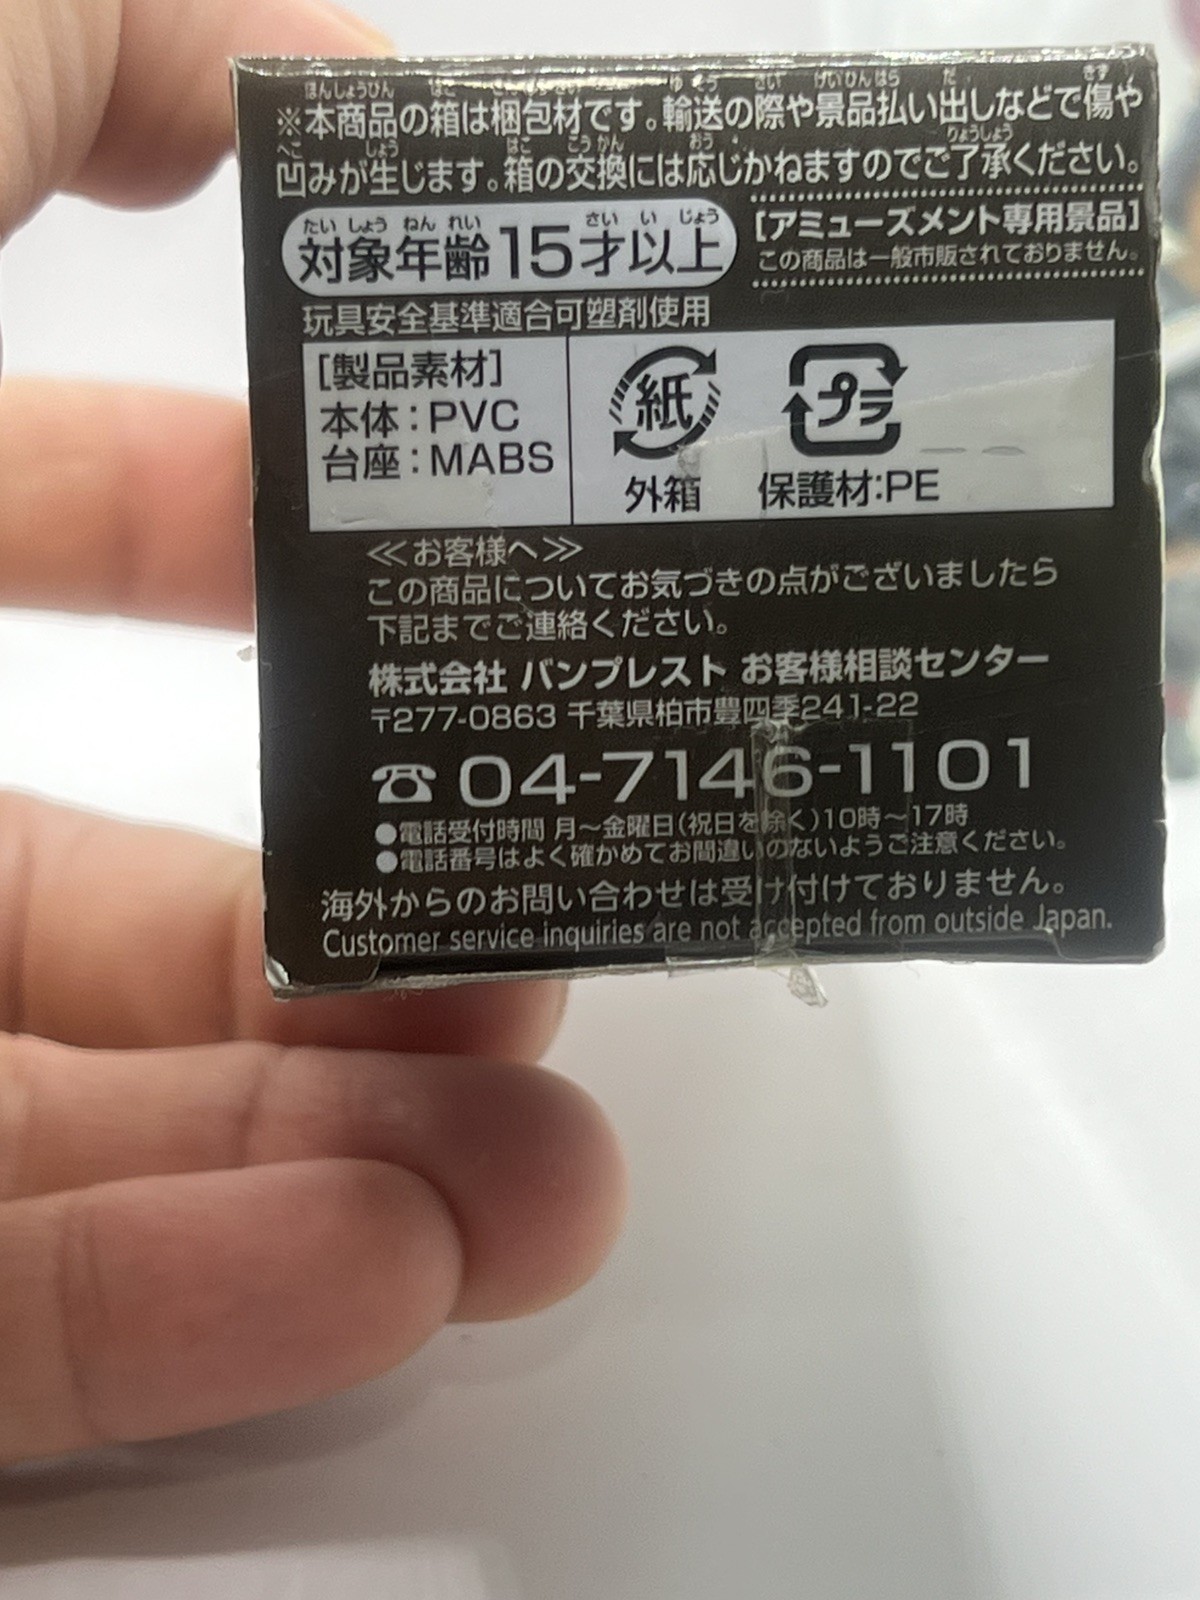 ※本商品の箱は梱包材です。輸送の際や景品払い出しなどで傷や
凹みが生じます。箱の交換には応じかねますのでご了承ください。
対象年齢15才以上
[アミューズメント専用景品]
この商品は一般市販されておりません。
玩具安全基準適合可塑剤使用
[製品素材]
本体：PVC
台座：MABS
紙
外箱
プラ
保護材：PE
≪お客様へ≫
この商品についてお気づきの点がございましたら
下記までご連絡ください。
株式会社 バンプレスト お客様相談センター
〒277-0863 千葉県柏市豊四季241-22
☎04-7146-1101
●電話受付時間 月～金曜日(祝日を除く)10時～17時
●電話番号はよく確かめてお間違いのないようご注意ください。
海外からのお問い合わせは受け付けておりません。
Customer service inquiries are not accepted from outside Japan.